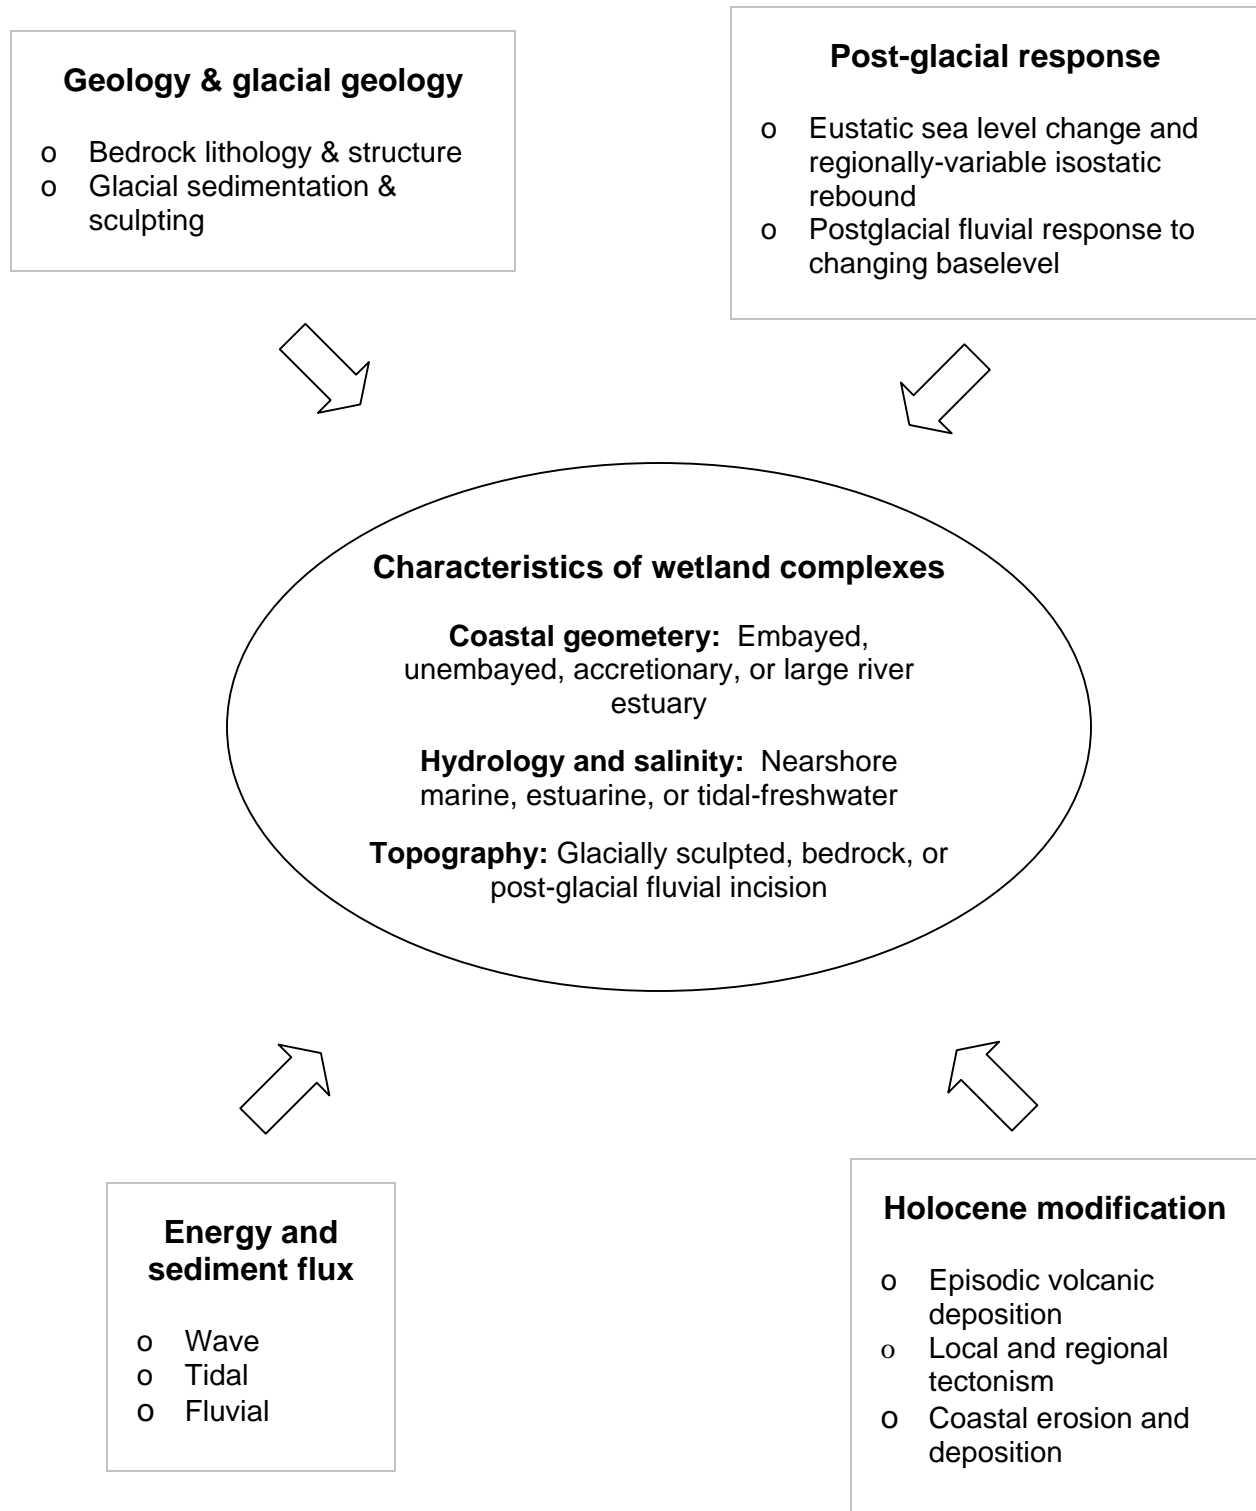 Geology & glacial geology
o Bedrock lithology & structure
o Glacial sedimentation &
sculpting
Post-glacial response
o Eustatic sea level change and
regionally-variable isostatic
rebound
o Postglacial fluvial response to
changing baselevel
Characteristics of wetland complexes
Coastal geometery: Embayed,
unembayed, accretionary, or large river
estuary
Hydrology and salinity: Nearshore
marine, estuarine, or tidal-freshwater
Topography: Glacially sculpted, bedrock, or
post-glacial fluvial incision
Energy and
sediment flux
o Wave
o Tidal
o Fluvial
Holocene modification
o Episodic volcanic
deposition
o Local and regional
tectonism
o Coastal erosion and
deposition